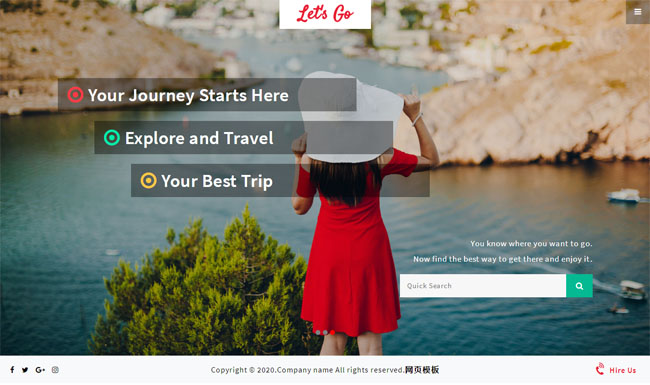 Let's Go
Your Journey Starts Here
Explore and Travel
Your Best Trip
You know where you want to go.
Now find the best way to get there and enjoy it.
Quick Search
Copyright © 2020.Company name All rights reserved.网页模板
Hire Us